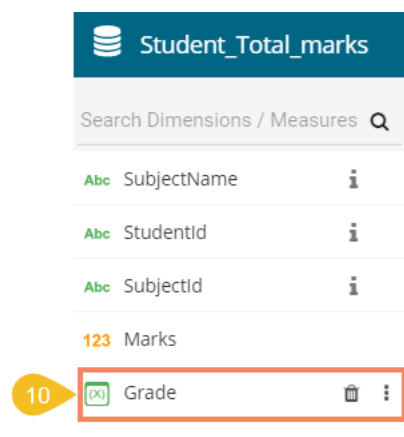 Student_Total_marks
Search Dimensions / Measures
Abc SubjectName
Abc StudentId
Abc SubjectId
123 Marks
10 (x) Grade